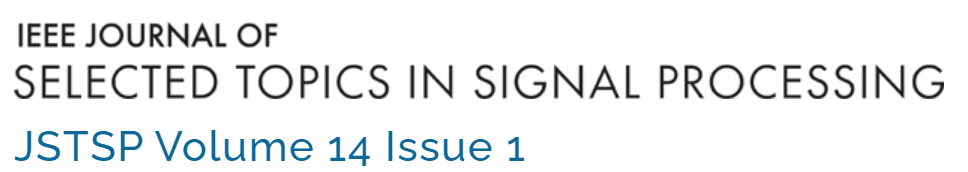 IEEE JOURNAL OF
SELECTED TOPICS IN SIGNAL PROCESSING
JSTSP Volume 14 Issue 1